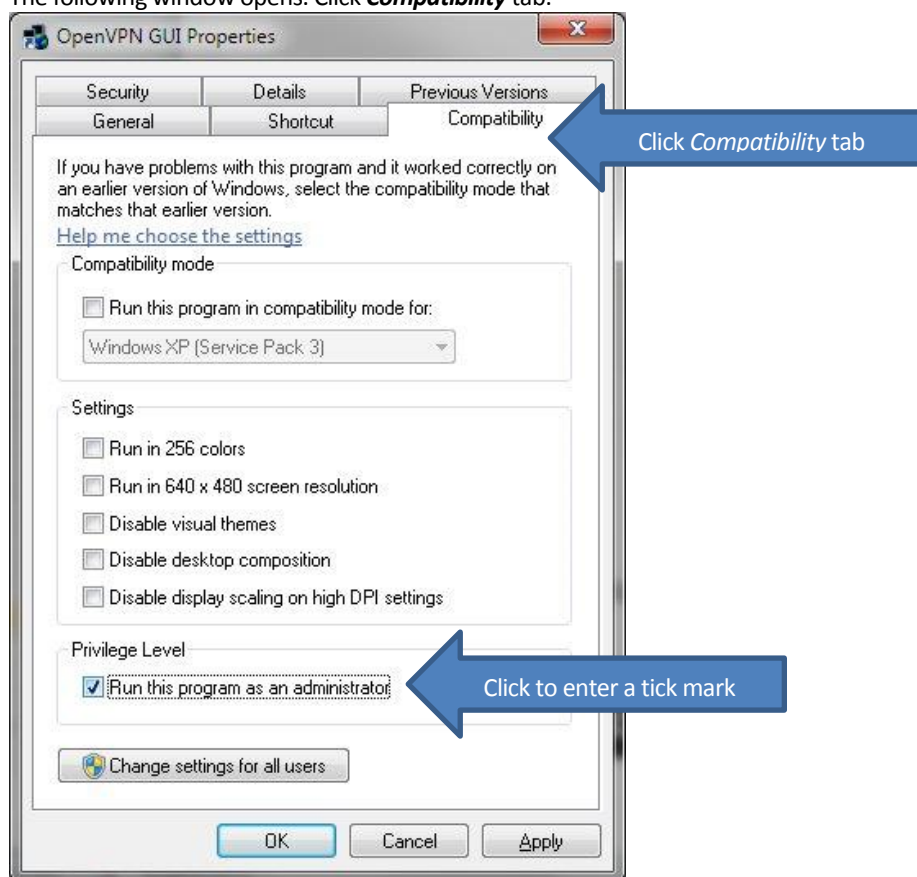 The following window opens. Click Compatibility tab.
OpenVPN GUI Properties
Security Details Previous Versions
General Shortcut Compatibility
Click Compatibility tab
If you have problems with this program and it worked correctly on
an earlier version of Windows, select the compatibility mode that
matches that earlier version.
Help me choose the settings
Compatibility mode
Run this program in compatibility mode for:
Windows XP (Service Pack 3)
Settings
Run in 256 colors
Run in 640 x 480 screen resolution
Disable visual themes
Disable desktop composition
Disable display scaling on high DPI settings
Privilege Level
Run this program as an administrator
Click to enter a tick mark
Change settings for all users
OK Cancel Apply